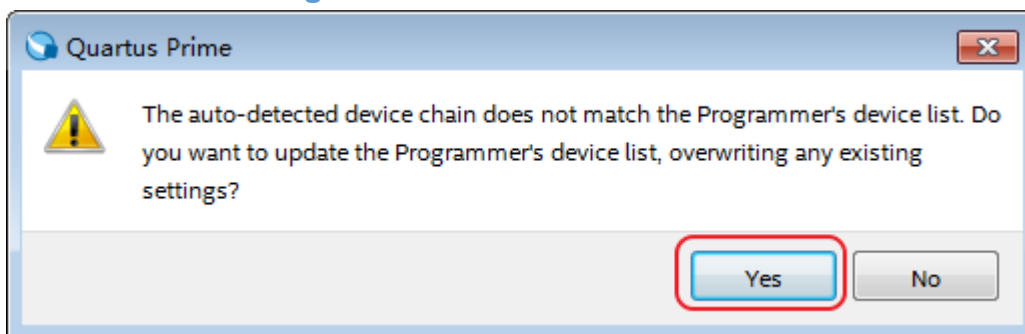 Quartus Prime
The auto-detected device chain does not match the Programmer's device list. Do
you want to update the Programmer's device list, overwriting any existing
settings?
Yes
No